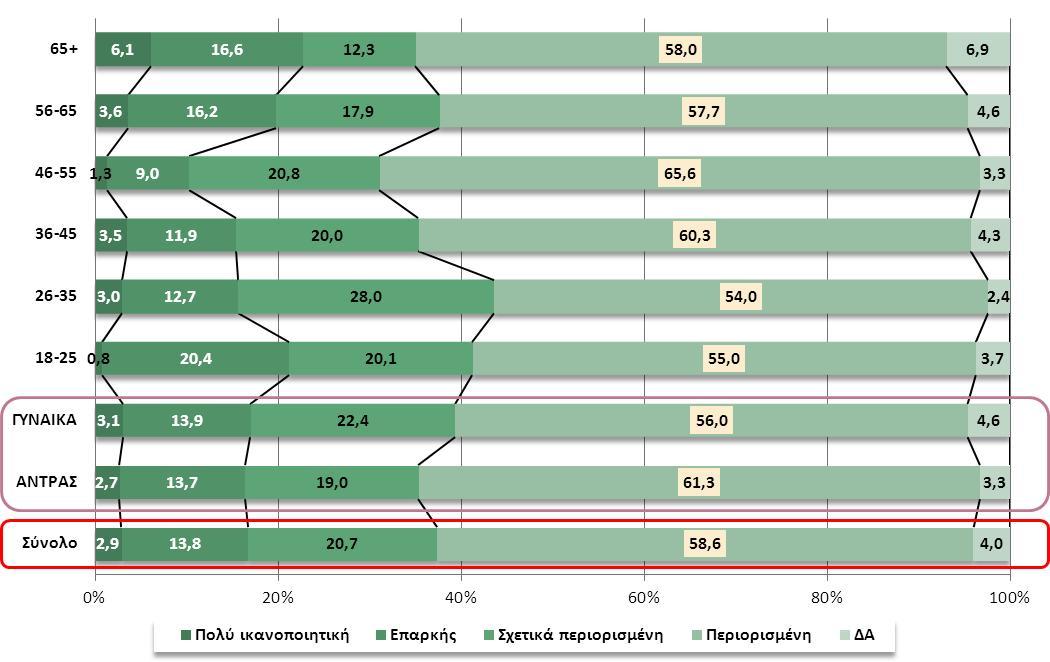 65+ 6,1 16,6 12,3 58,0 6,9
56-65 3,6 16,2 17,9 57,7 4,6
46-55 1,3 9,0 20,8 65,6 3,3
36-45 3,5 11,9 20,0 60,3 4,3
26-35 3,0 12,7 28,0 54,0 2,4
18-25 0,8 20,4 20,1 55,0 3,7
ΓΥΝΑΙΚΑ 3,1 13,9 22,4 56,0 4,6
ΑΝΤΡΑΣ 2,7 13,7 19,0 61,3 3,3
Σύνολο 2,9 13,8 20,7 58,6 4,0
0% 20% 40% 60% 80% 100%
Πολύ ικανοποιητική Επαρκής Σχετικά περιορισμένη Περιορισμένη ΔΑ